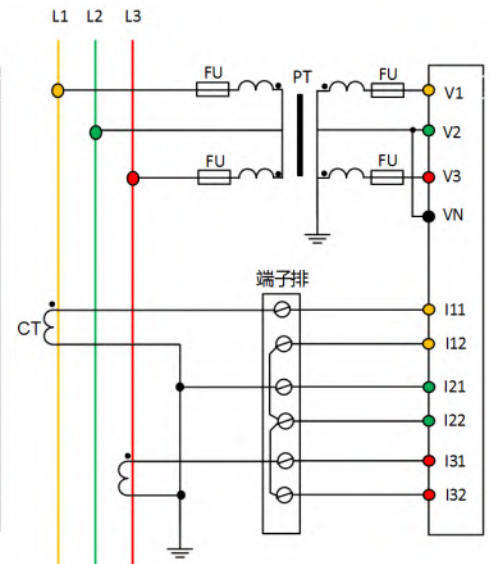 L1 L2 L3
FU PT FU
V1
V2
FU FU
V3
VN
端子排
I11
CT
I12
I21
I22
I31
I32